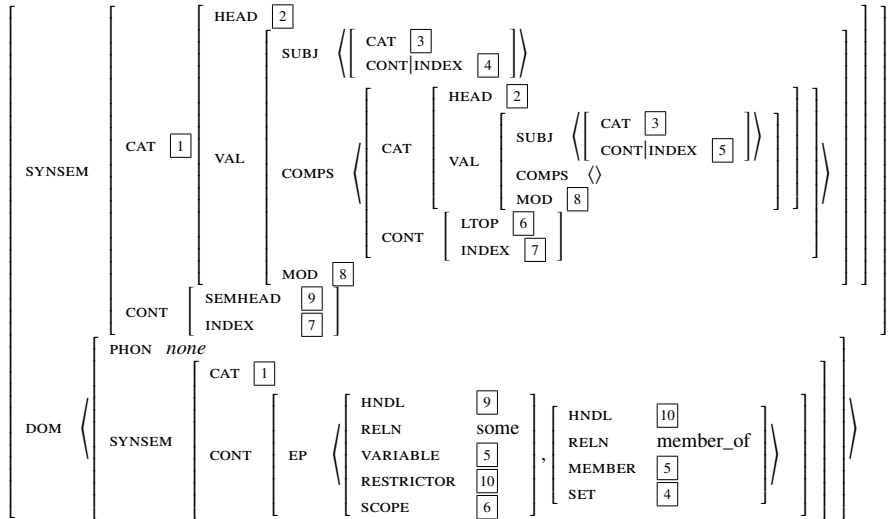 HEAD 2
SUBJ ⟨[ CAT 3
CONT|INDEX 4 ]⟩
HEAD 2
SUBJ ⟨[ CAT 3
CAT 1 VAL CAT VAL CONT|INDEX 5 ]⟩
SYNSEM COMPS ⟨ COMPS ⟨⟩ ⟩
MOD 8
CONT [ LTOP 6
INDEX 7 ]
MOD 8
CONT [ SEMHEAD 9
INDEX 7 ]
PHON none
CAT 1
HNDL 9
HNDL 10
RELN some
DOM ⟨ SYNSEM CONT EP ⟨ VARIABLE 5 , RELN member_of ⟩ ⟩
RESTRICTOR 10
MEMBER 5
SCOPE 6
SET 4